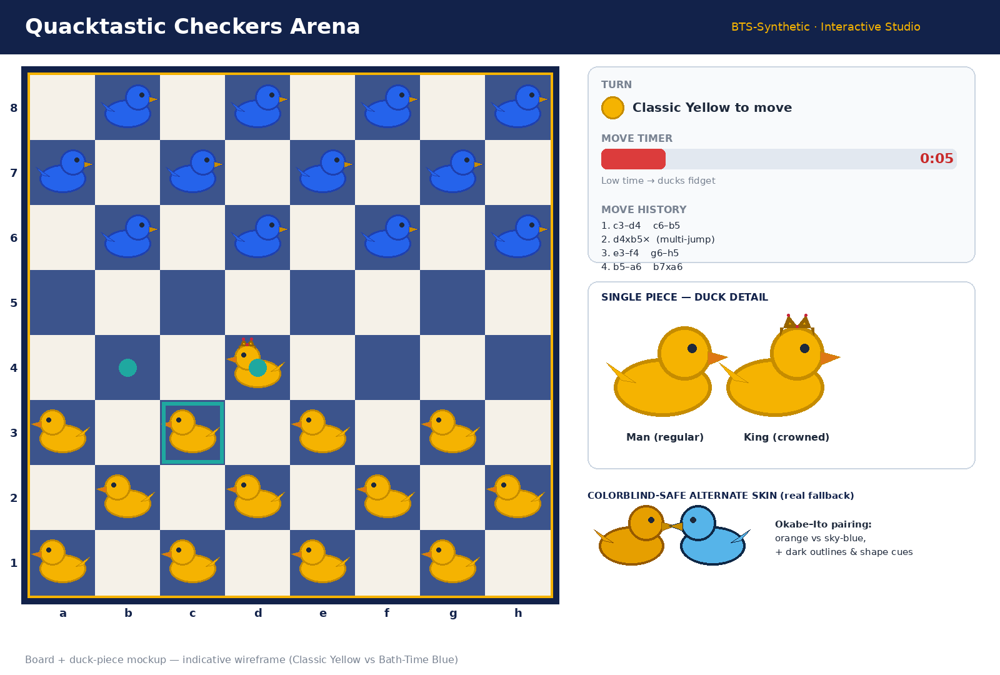 Quacktastic Checkers Arena
BTS-Synthetic · Interactive Studio
8
7
6
5
4
3
2
1
a b c d e f g h
TURN
Classic Yellow to move
MOVE TIMER
0:05
Low time → ducks fidget
MOVE HISTORY
1. c3–d4 c6–b5
2. d4xb5× (multi-jump)
3. e3–f4 g6–h5
4. b5–a6 b7xa6
SINGLE PIECE — DUCK DETAIL
Man (regular) King (crowned)
COLORBLIND-SAFE ALTERNATE SKIN (real fallback)
Okabe–Ito pairing:
orange vs sky-blue,
+ dark outlines & shape cues
Board + duck-piece mockup — indicative wireframe (Classic Yellow vs Bath-Time Blue)